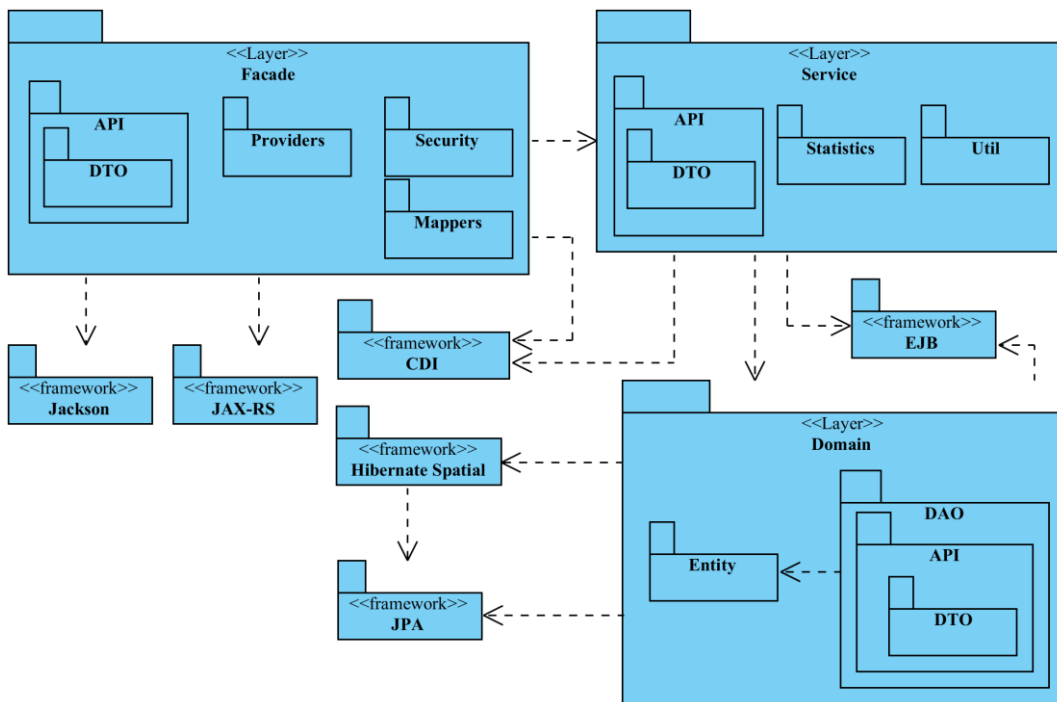 <<Layer>>
Facade
API
DTO
Providers
Security
Mappers
<<Layer>>
Service
API
DTO
Statistics
Util
<<framework>>
Jackson
<<framework>>
JAX-RS
<<framework>>
CDI
<<framework>>
EJB
<<framework>>
Hibernate Spatial
<<framework>>
JPA
<<Layer>>
Domain
Entity
DAO
API
DTO